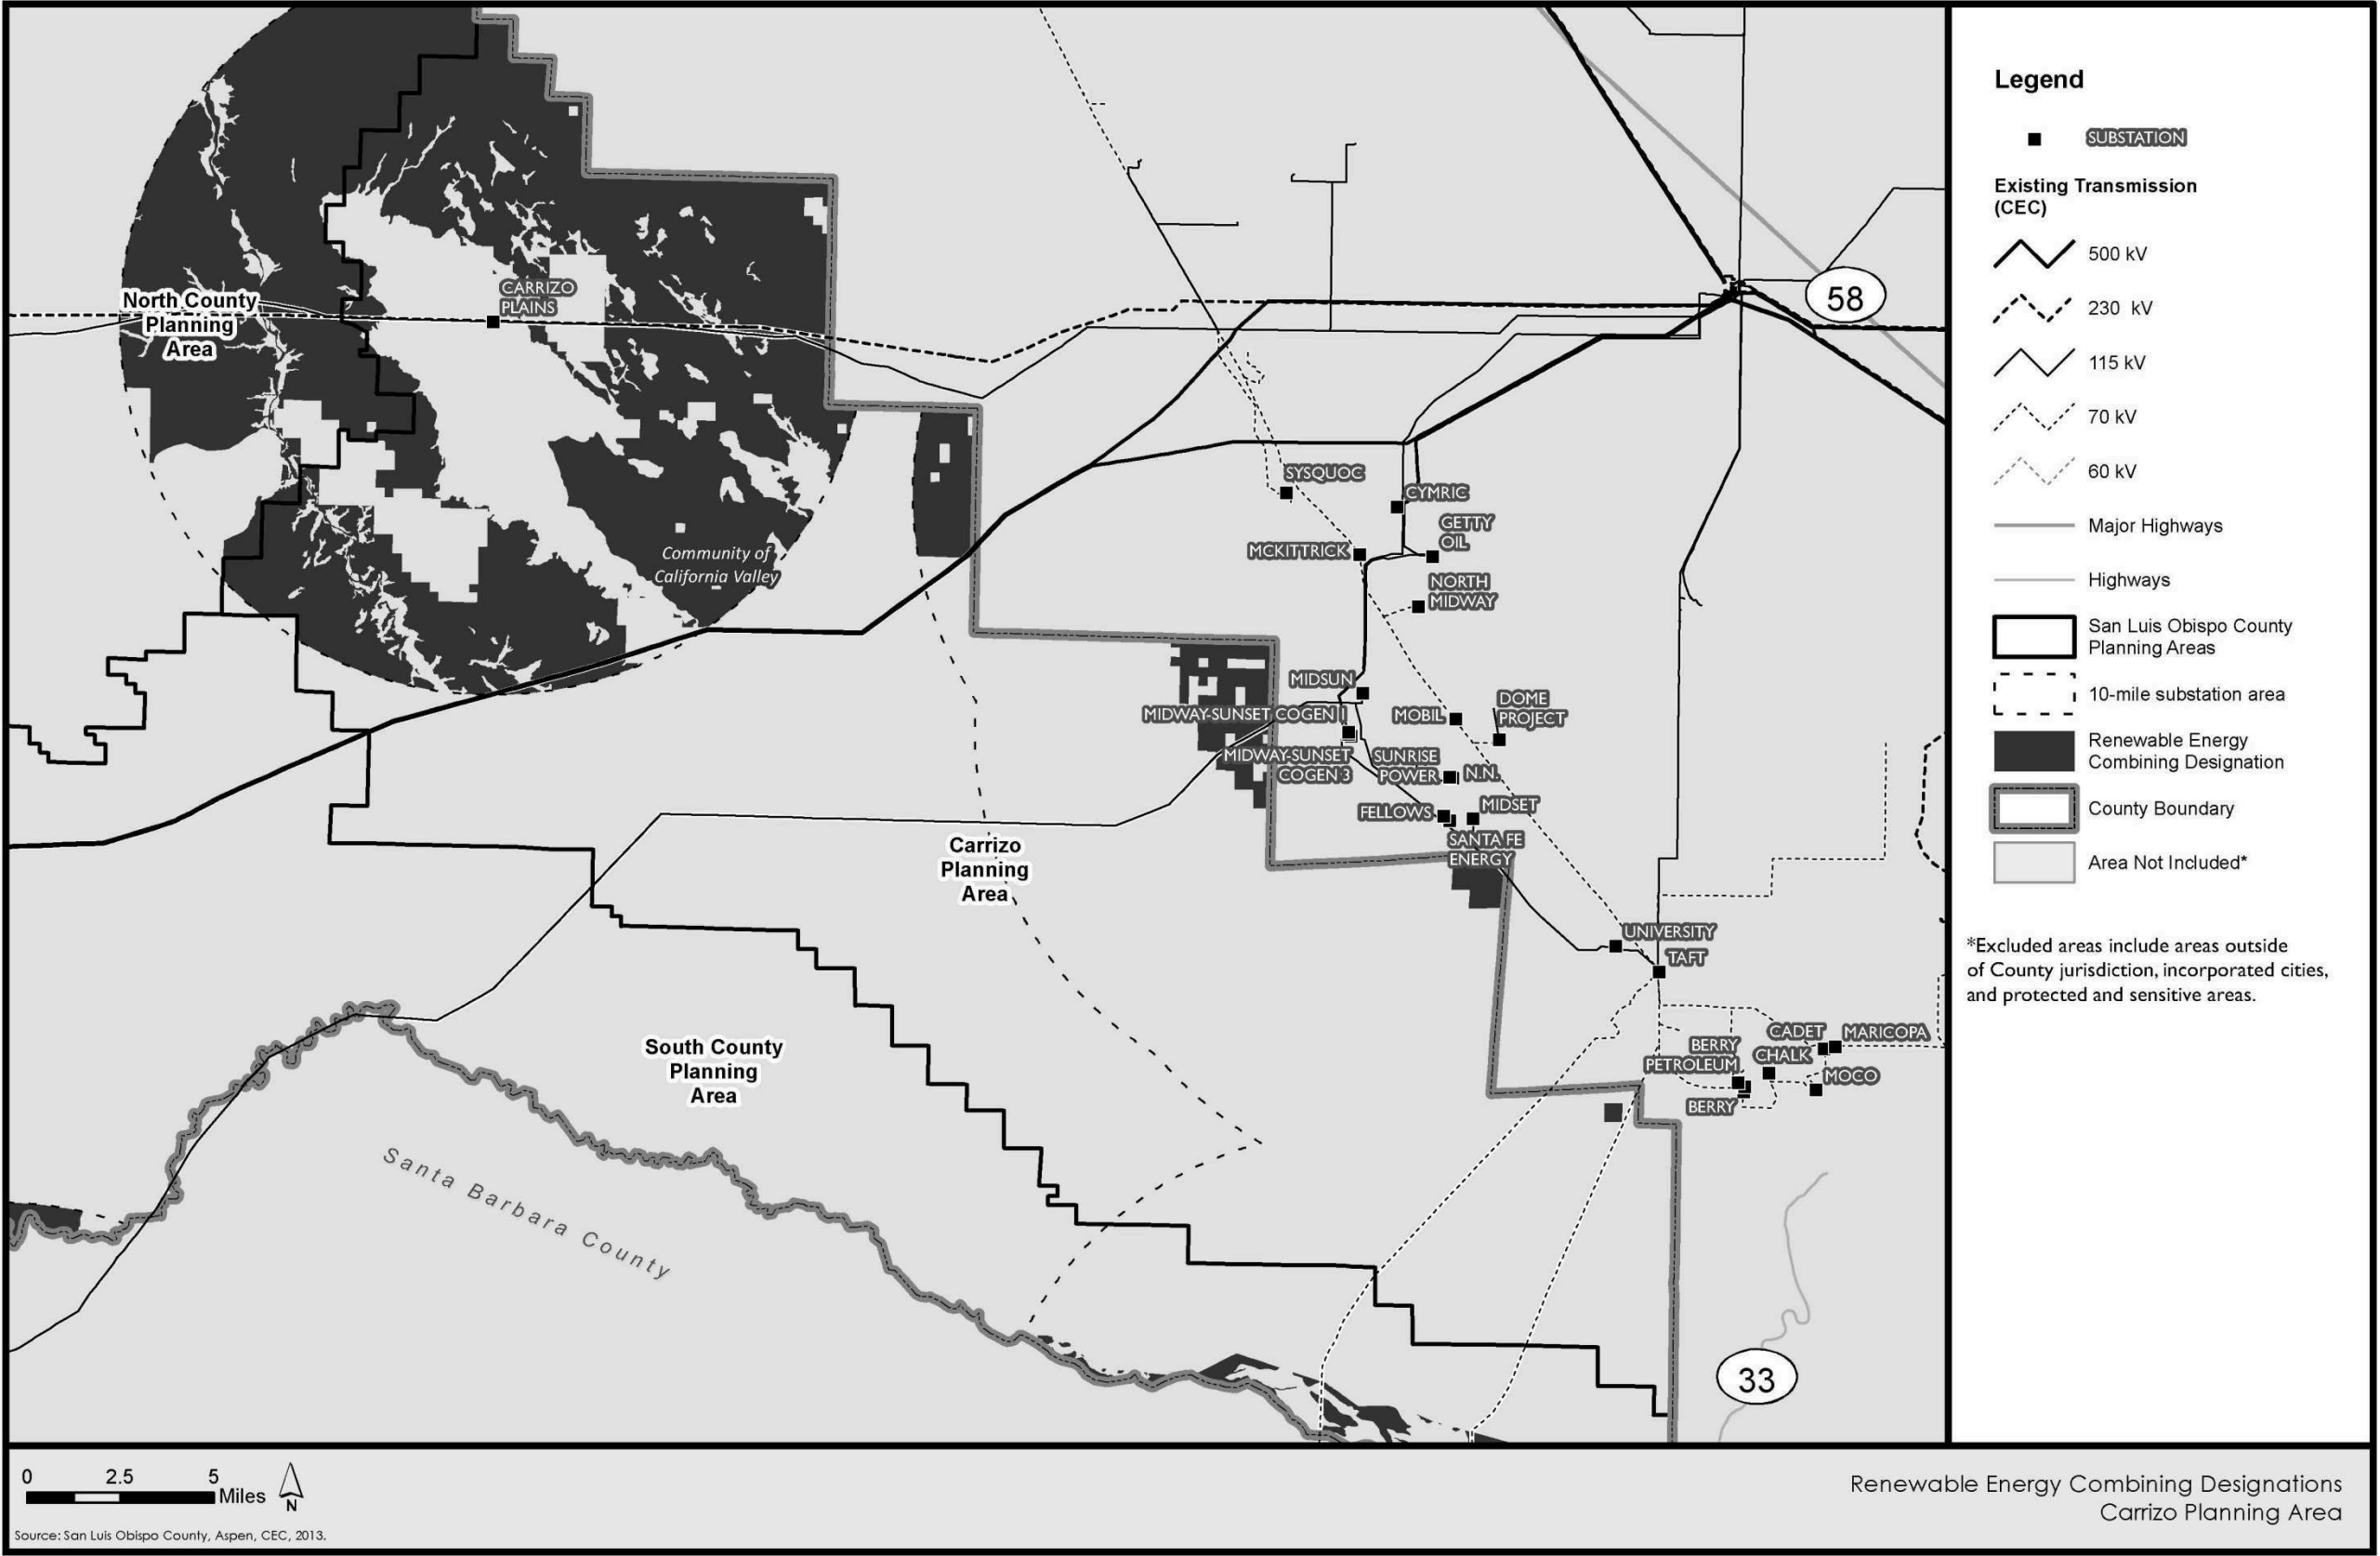 CARRIZO
PLAINS
North County
Planning
Area
Community of
California Valley
58
SYSQUOC
CYMRIC
GETTY
OIL
MCKITTRICK
NORTH
MIDWAY
MIDSUN
MIDWAY-SUNSET COGEN 1
MOBIL
DOME
PROJECT
MIDWAY-SUNSET
COGEN 3
SUNRISE
POWER
N.N.
FELLOWS
MIDSET
SANTA FE
ENERGY
Carrizo
Planning
Area
UNIVERSITY
TAFT
South County
Planning
Area
CADET
MARICOPA
BERRY
PETROLEUM
CHALK
MOCO
BERRY
Santa Barbara County
33
Legend
SUBSTATION
Existing Transmission
(CEC)
500 kV
230 kV
115 kV
70 kV
60 kV
Major Highways
Highways
San Luis Obispo County
Planning Areas
10-mile substation area
Renewable Energy
Combining Designation
County Boundary
Area Not Included*
*Excluded areas include areas outside
of County jurisdiction, incorporated cities,
and protected and sensitive areas.
0 2.5 5
Miles
N
Source: San Luis Obispo County, Aspen, CEC, 2013.
Renewable Energy Combining Designations
Carrizo Planning Area